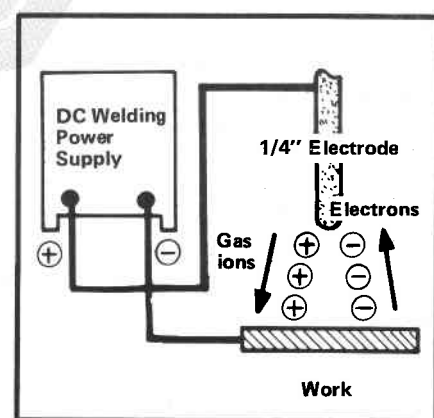 DC Welding
Power
Supply
+
−
1/4" Electrode
Electrons
Gas
ions
+ −
+ −
+ −
Work